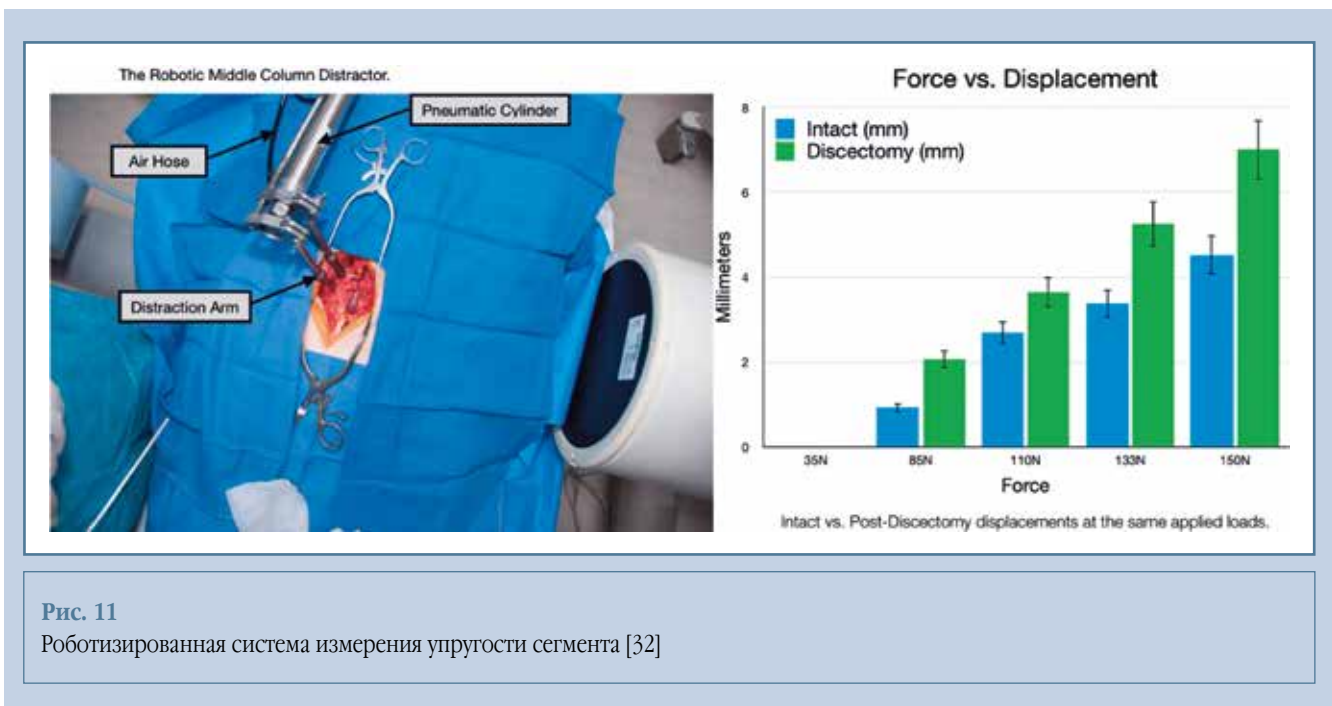 The Robotic Middle Column Distractor.
Pneumatic Cylinder
Air Hose
Distraction Arm
Force vs. Displacement
Intact (mm)
Discectomy (mm)
Millimeters
8
6
4
2
0
35N 85N 110N 133N 150N
Force
Intact vs. Post-Discectomy displacements at the same applied loads.
Рис. 11
Роботизированная система измерения упругости сегмента [32]